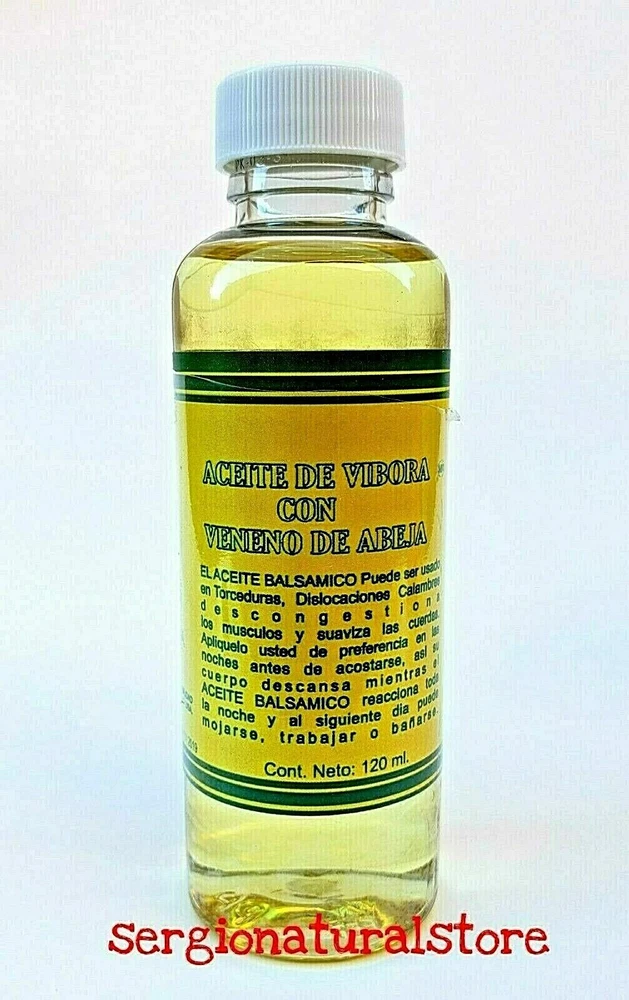 ACEITE DE VIBORA
CON
VENENO DE ABEJA
EL ACEITE BALSAMICO Puede ser usado
en Torceduras, Dislocaciones Calambres
descongestiona
los musculos y suaviza las cuerdas.
Apliquelo usted de preferencia en las
noches antes de acostarse, así su
cuerpo descansa mientras el
ACEITE BALSAMICO reacciona toda
la noche y al siguiente dia puede
mojarse, trabajar o bañarse.
Cont. Neto: 120 ml.
2019
sergionaturalstore